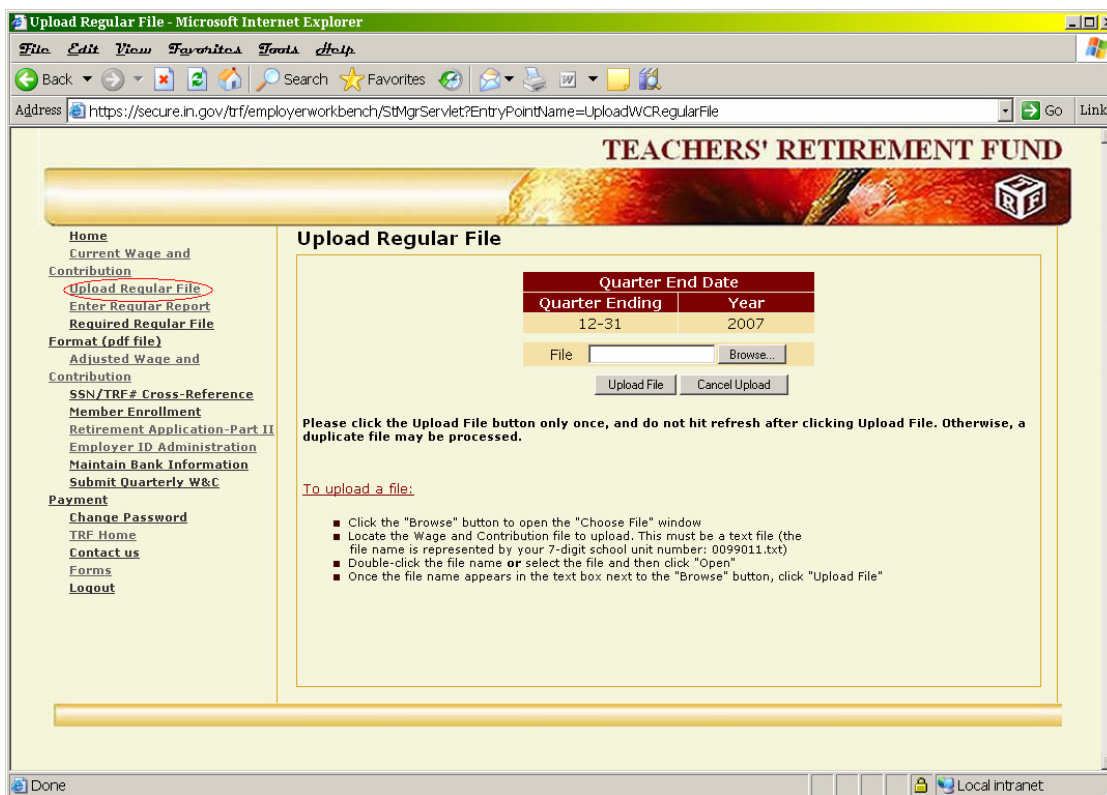 Upload Regular File - Microsoft Internet Explorer
File Edit View Favorites Tools Help
Back Search Favorites
Address https://secure.in.gov/trf/employerworkbench/StMgrServlet?EntryPointName=UploadWCRegularFile Go Link
TEACHERS' RETIREMENT FUND
TRF
Home
Current Wage and
Contribution
Upload Regular File
Enter Regular Report
Required Regular File
Format (pdf file)
Adjusted Wage and
Contribution
SSN/TRF# Cross-Reference
Member Enrollment
Retirement Application-Part II
Employer ID Administration
Maintain Bank Information
Submit Quarterly W&C
Payment
Change Password
TRF Home
Contact us
Forms
Logout
Upload Regular File
Quarter End Date
Quarter Ending Year
12-31 2007
File Browse...
Upload File Cancel Upload
Please click the Upload File button only once, and do not hit refresh after clicking Upload File. Otherwise, a
duplicate file may be processed.
To upload a file:
Click the "Browse" button to open the "Choose File" window
Locate the Wage and Contribution file to upload. This must be a text file (the
file name is represented by your 7-digit school unit number: 0099011.txt)
Double-click the file name or select the file and then click "Open"
Once the file name appears in the text box next to the "Browse" button, click "Upload File"
Done Local intranet